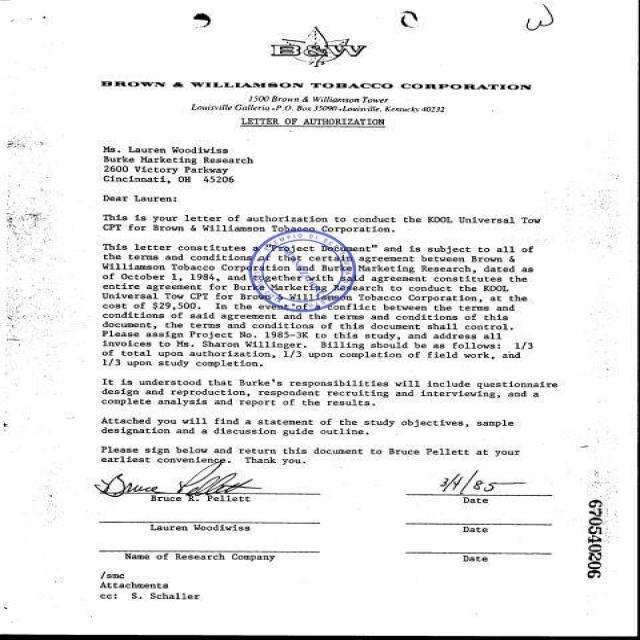 B&W
BROWN & WILLIAMSON TOBACCO CORPORATION
1500 Brown & Williamson Tower
Louisville Galleria • P.O. Box 35090 • Louisville, Kentucky 40232
LETTER OF AUTHORIZATION
Ms. Lauren Woodiwiss
Burke Marketing Research
2600 Victory Parkway
Cincinnati, OH 45206
Dear Lauren:
This is your letter of authorization to conduct the KOOL Universal Tow
CPT for Brown & Williamson Tobacco Corporation.
This letter constitutes a "Project Document" and is subject to all of
the terms and conditions of that certain agreement between Brown &
Williamson Tobacco Corporation and Burke Marketing Research, dated as
of October 1, 1984, and together with said agreement constitutes the
entire agreement for Burke Marketing Research to conduct the KOOL
Universal Tow CPT for Brown & Williamson Tobacco Corporation, at the
cost of $29,500. In the event of a conflict between the terms and
conditions of said agreement and the terms and conditions of this
document, the terms and conditions of this document shall control.
Please assign Project No. 1985-3K to this study, and address all
invoices to Ms. Sharon Willinger. Billing should be as follows: 1/3
of total upon authorization, 1/3 upon completion of field work, and
1/3 upon study completion.
It is understood that Burke's responsibilities will include questionnaire
design and reproduction, respondent recruiting and interviewing, and a
complete analysis and report of the results.
Attached you will find a statement of the study objectives, sample
designation and a discussion guide outline.
Please sign below and return this document to Bruce Pellett at your
earliest convenience. Thank you.
Bruce Pellett 3/4/85
Bruce R. Pellett Date
Lauren Woodiwiss Date
Name of Research Company Date
/smc
Attachments
cc: S. Schaller
670540206